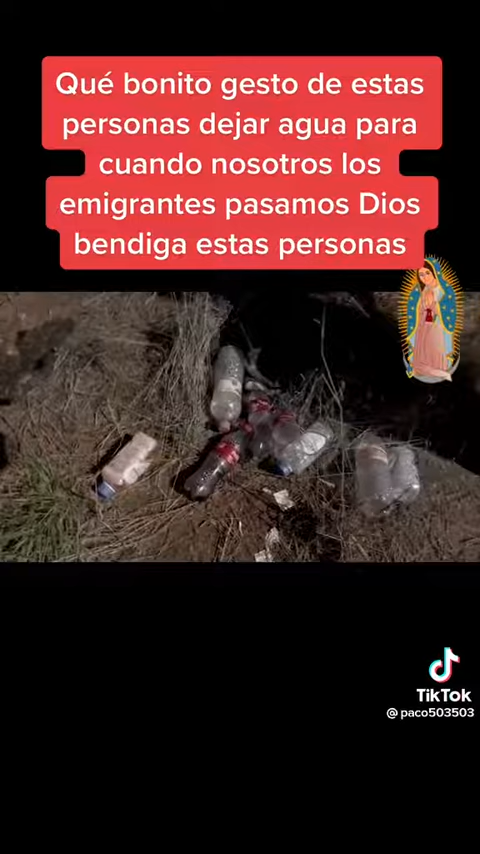 Qué bonito gesto de estas
personas dejar agua para
cuando nosotros los
emigrantes pasamos Dios
bendiga estas personas
TikTok
@ paco503503